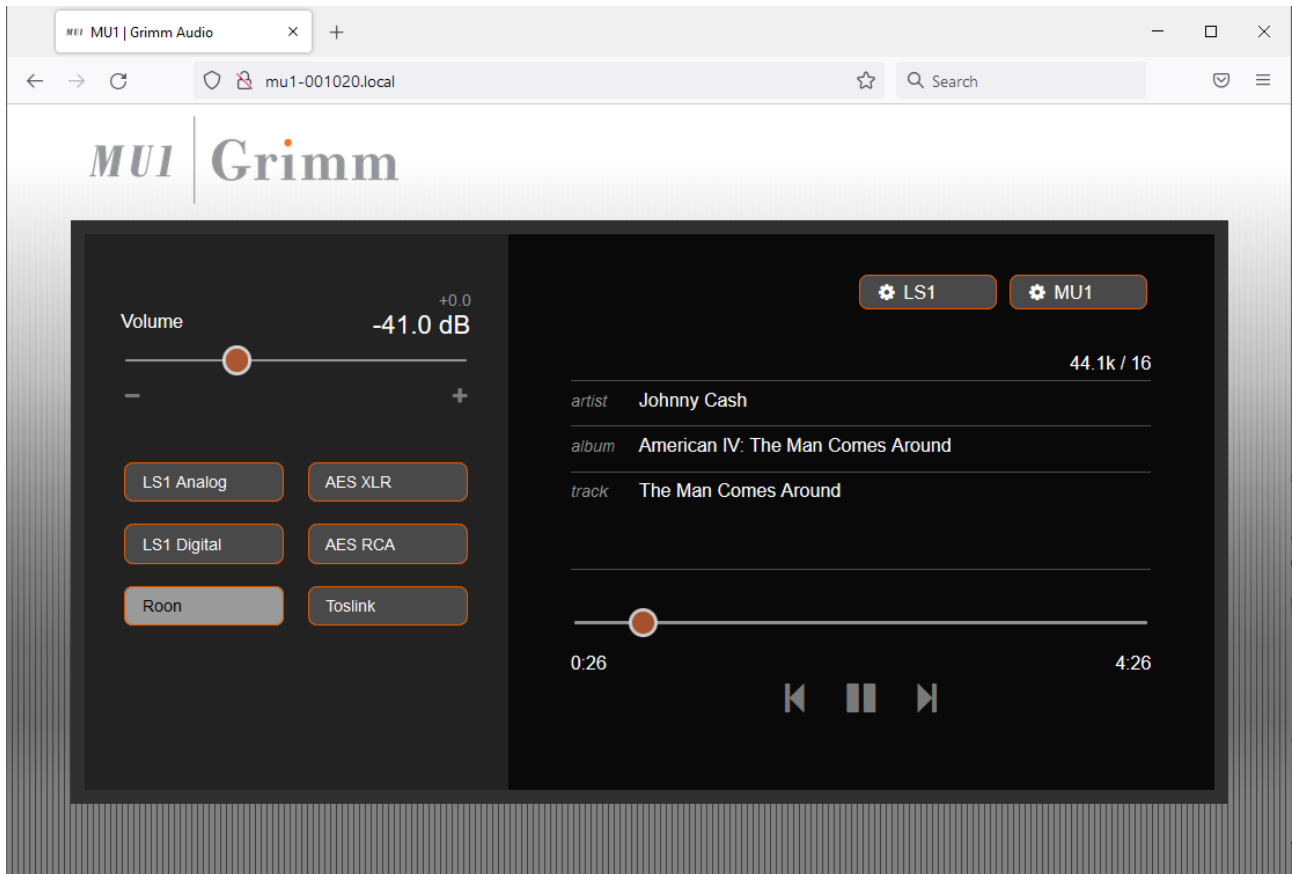 MU1 MU1 | Grimm Audio
mu1-001020.local
Search
MU1 Grimm
+0.0
Volume
-41.0 dB
LS1 Analog
AES XLR
LS1 Digital
AES RCA
Roon
Toslink
LS1
MU1
44.1k / 16
artist Johnny Cash
album American IV: The Man Comes Around
track The Man Comes Around
0:26
4:26